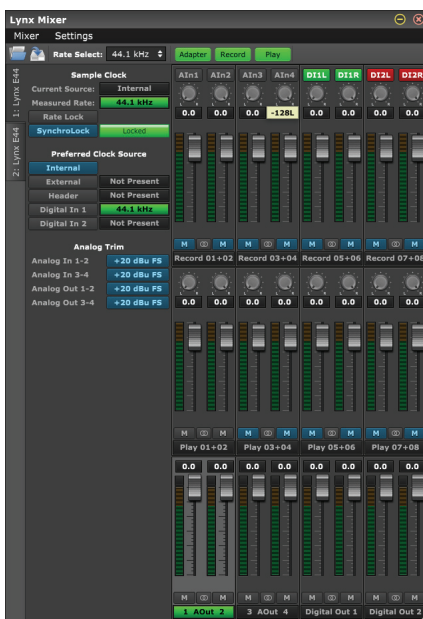 Lynx Mixer
Mixer Settings
Rate Select: 44.1 kHz Adapter Record Play
1: Lynx E44
2: Lynx E44
Sample Clock
Current Source: Internal
Measured Rate: 44.1 kHz
Rate Lock
SynchroLock Locked
Preferred Clock Source
Internal
External Not Present
Header Not Present
Digital In 1 44.1 kHz
Digital In 2 Not Present
Analog Trim
Analog In 1-2 +20 dBu FS
Analog In 3-4 +20 dBu FS
Analog Out 1-2 +20 dBu FS
Analog Out 3-4 +20 dBu FS
AIn1 AIn2 AIn3 AIn4 DI1L DI1R DI2L DI2R
L R L R L R L R L R L R L R L R
0.0 0.0 0.0 -128L 0.0 0.0 0.0 0.0
M M M M M M M M
Record 01+02 Record 03+04 Record 05+06 Record 07+08
L R L R L R L R L R L R L R L R
0.0 0.0 0.0 0.0 0.0 0.0 0.0 0.0
M M M M M M M M
Play 01+02 Play 03+04 Play 05+06 Play 07+08
0.0 0.0 0.0 0.0 0.0 0.0 0.0 0.0
M M M M M M M M
1 AOut 2 3 AOut 4 Digital Out 1 Digital Out 2